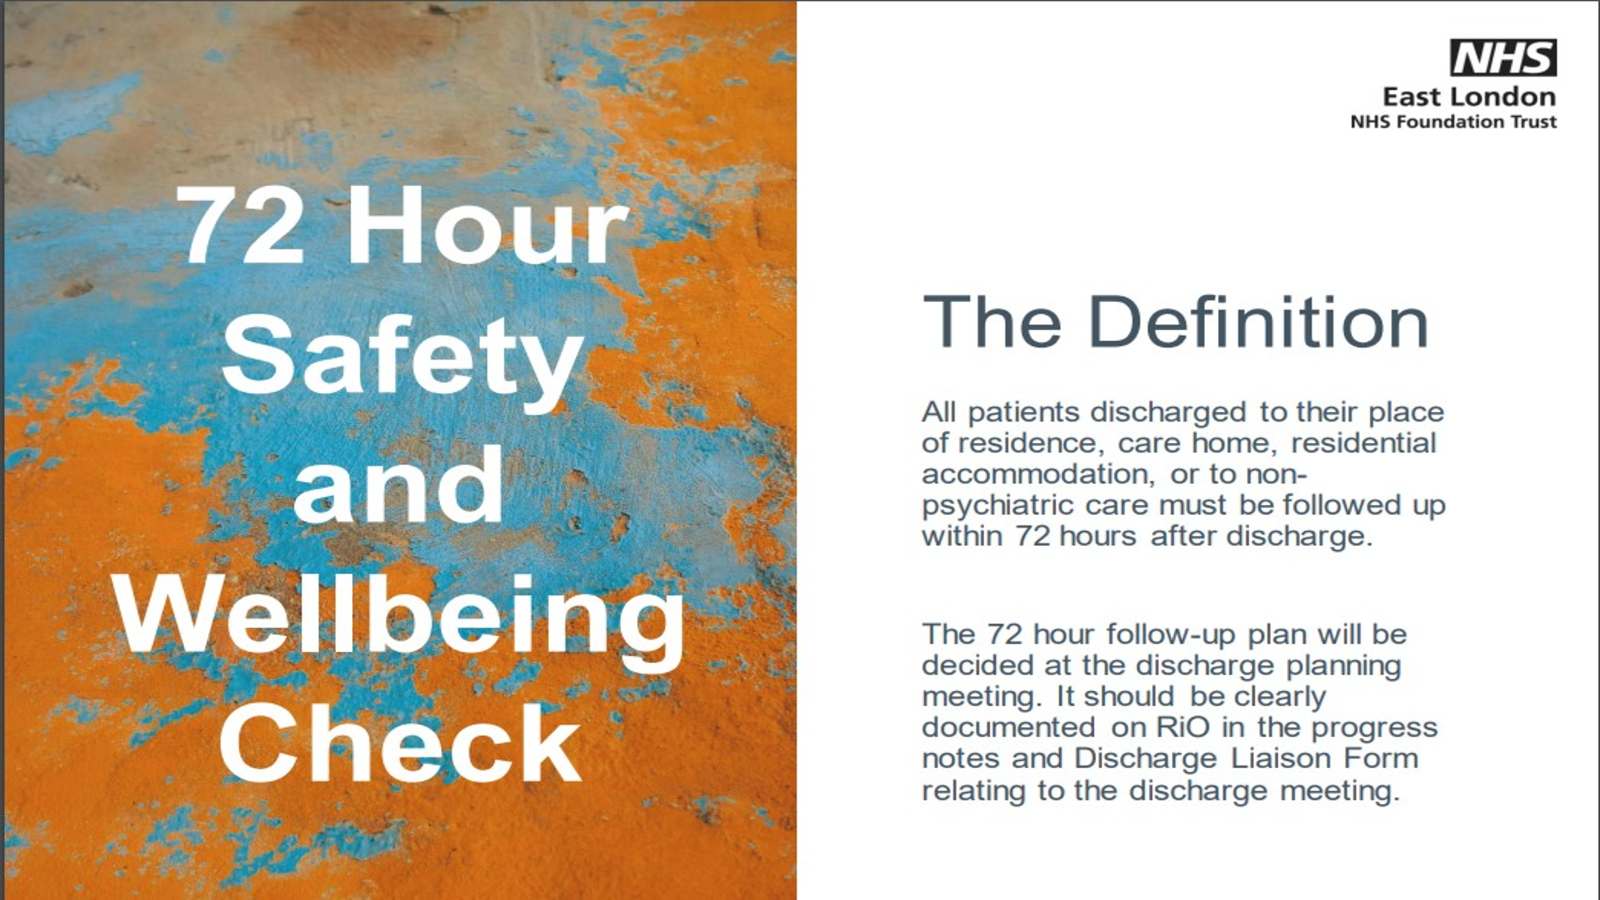 72 Hour
Safety
and
Wellbeing
Check
NHS
East London
NHS Foundation Trust
The Definition
All patients discharged to their place
of residence, care home, residential
accommodation, or to non-
psychiatric care must be followed up
within 72 hours after discharge.
The 72 hour follow-up plan will be
decided at the discharge planning
meeting. It should be clearly
documented on RiO in the progress
notes and Discharge Liaison Form
relating to the discharge meeting.